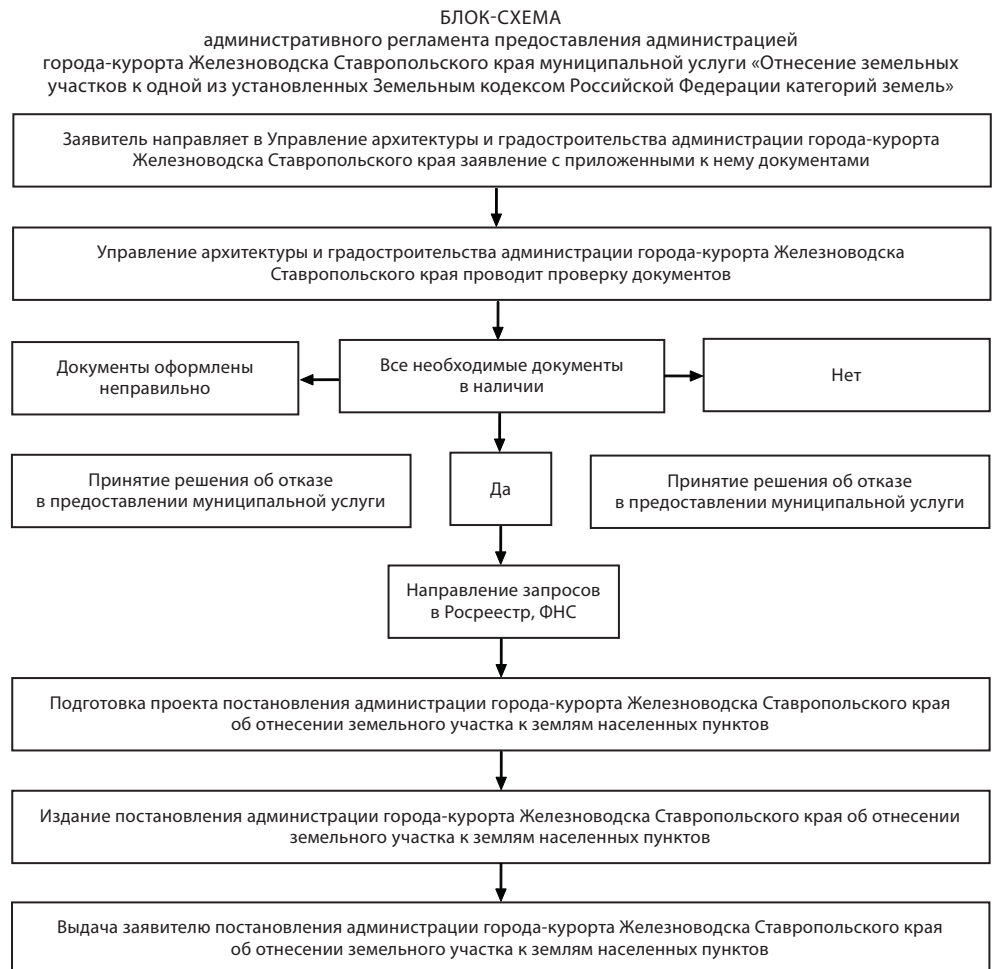 БЛОК-СХЕМА
административного регламента предоставления администрацией
города-курорта Железноводска Ставропольского края муниципальной услуги «Отнесение земельных
участков к одной из установленных Земельным кодексом Российской Федерации категорий земель»
Заявитель направляет в Управление архитектуры и градостроительства администрации города-курорта
Железноводска Ставропольского края заявление с приложенными к нему документами
Управление архитектуры и градостроительства администрации города-курорта Железноводска
Ставропольского края проводит проверку документов
Документы оформлены
неправильно
Все необходимые документы
в наличии
Нет
Принятие решения об отказе
в предоставлении муниципальной услуги
Да
Принятие решения об отказе
в предоставлении муниципальной услуги
Направление запросов
в Росреестр, ФНС
Подготовка проекта постановления администрации города-курорта Железноводска Ставропольского края
об отнесении земельного участка к землям населенных пунктов
Издание постановления администрации города-курорта Железноводска Ставропольского края об отнесении
земельного участка к землям населенных пунктов
Выдача заявителю постановления администрации города-курорта Железноводска Ставропольского края
об отнесении земельного участка к землям населенных пунктов